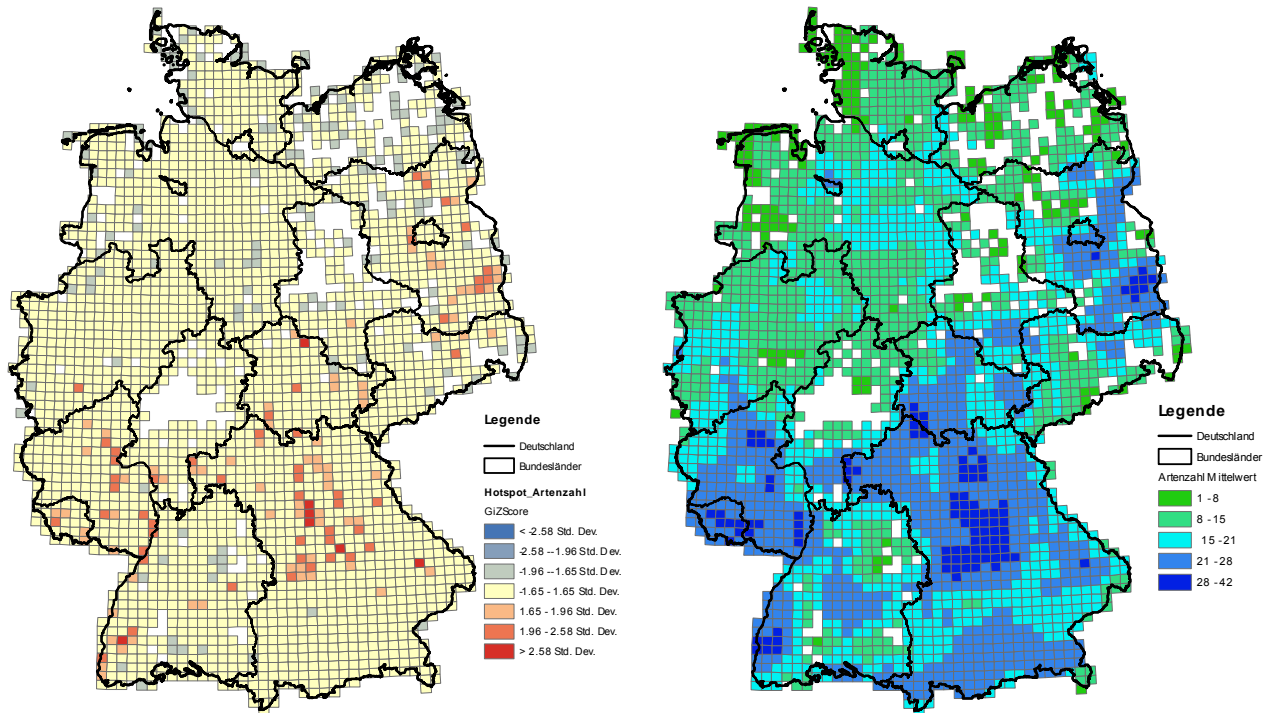 Legende
Deutschland
Bundesländer
Hotspot_Artenzahl
GiZScore
< -2.58 Std. Dev.
-2.58 --1.96 Std. Dev.
-1.96 --1.65 Std. Dev.
-1.65 - 1.65 Std. Dev.
1.65 - 1.96 Std. Dev.
1.96 - 2.58 Std. Dev.
> 2.58 Std. Dev.
Legende
Deutschland
Bundesländer
Artenzahl Mittelwert
1 - 8
8 - 15
15 - 21
21 - 28
28 - 42